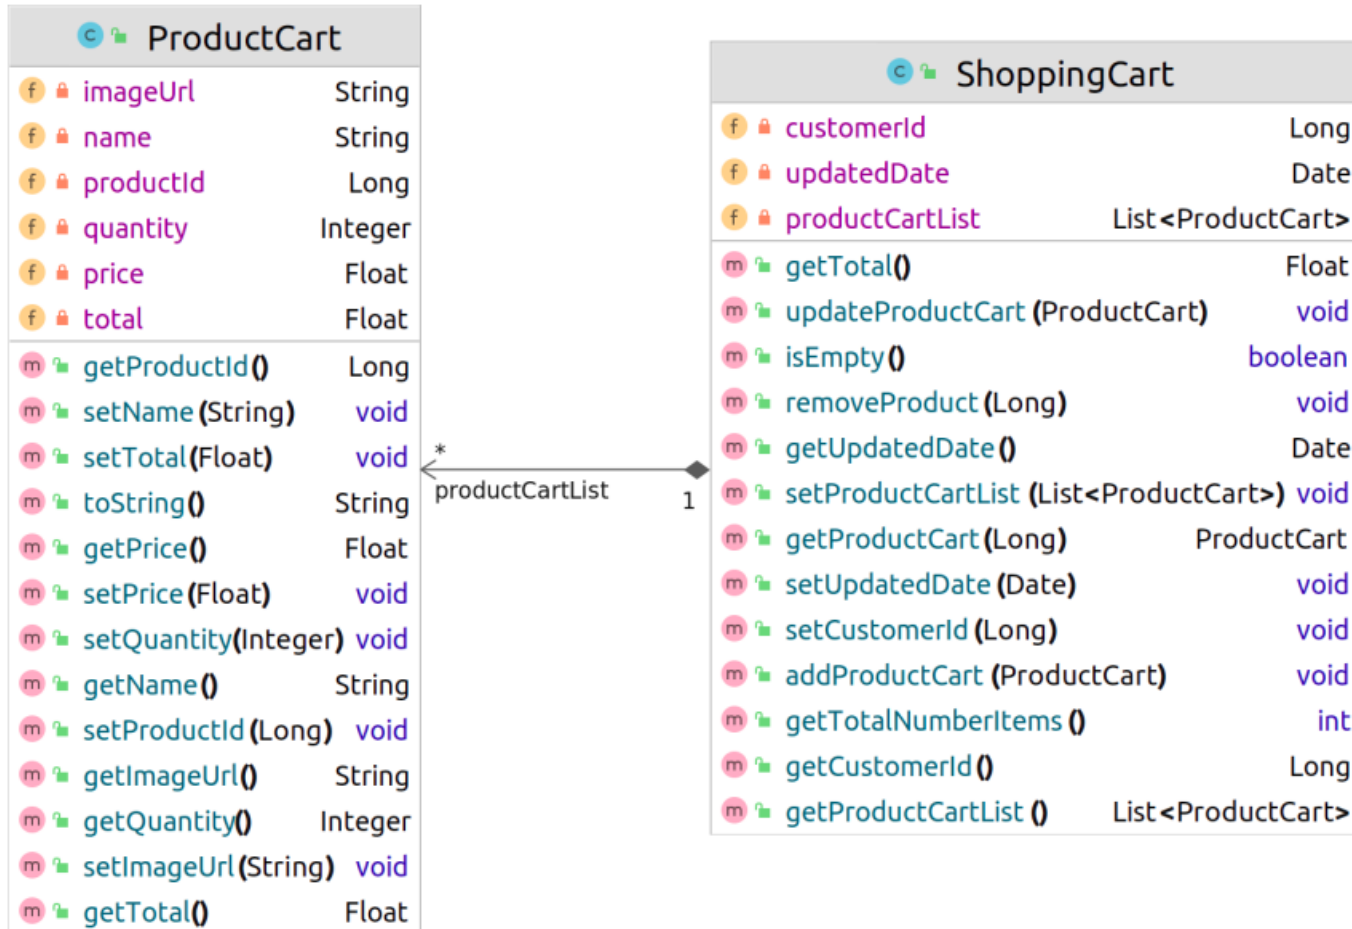 ProductCart
imageUrl String
name String
productId Long
quantity Integer
price Float
total Float
getProductId() Long
setName(String) void
setTotal(Float) void
toString() String
getPrice() Float
setPrice(Float) void
setQuantity(Integer) void
getName() String
setProductId(Long) void
getImageUrl() String
getQuantity() Integer
setImageUrl(String) void
getTotal() Float
*
productCartList
1
ShoppingCart
customerId Long
updatedDate Date
productCartList List<ProductCart>
getTotal() Float
updateProductCart(ProductCart) void
isEmpty() boolean
removeProduct(Long) void
getUpdatedDate() Date
setProductCartList(List<ProductCart>) void
getProductCart(Long) ProductCart
setUpdatedDate(Date) void
setCustomerId(Long) void
addProductCart(ProductCart) void
getTotalNumberItems() int
getCustomerId() Long
getProductCartList() List<ProductCart>